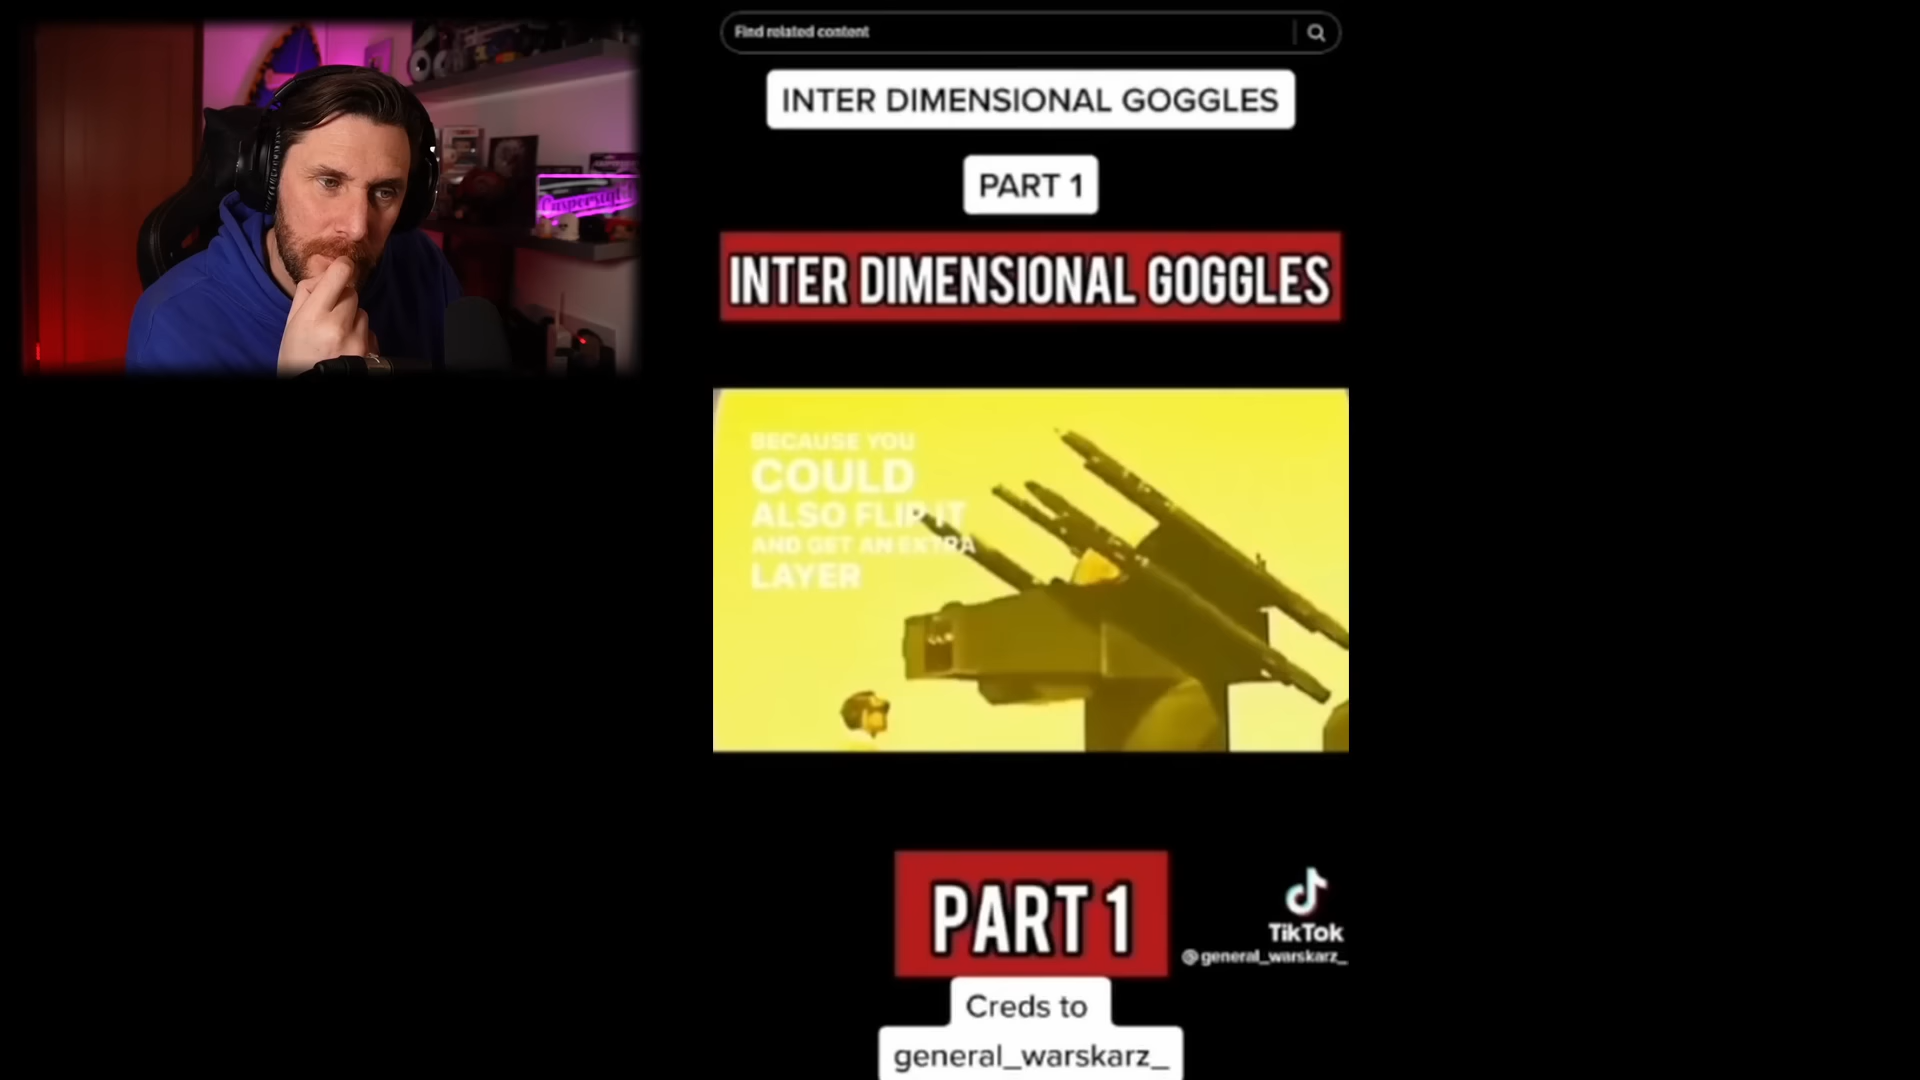 Find related content
INTER DIMENSIONAL GOGGLES
PART 1
INTER DIMENSIONAL GOGGLES
Caspersight
BECAUSE YOU
COULD
ALSO FLIP IT
AND GET AN EXTRA
LAYER
PART 1
TikTok
@general_warskarz_
Creds to
general_warskarz_